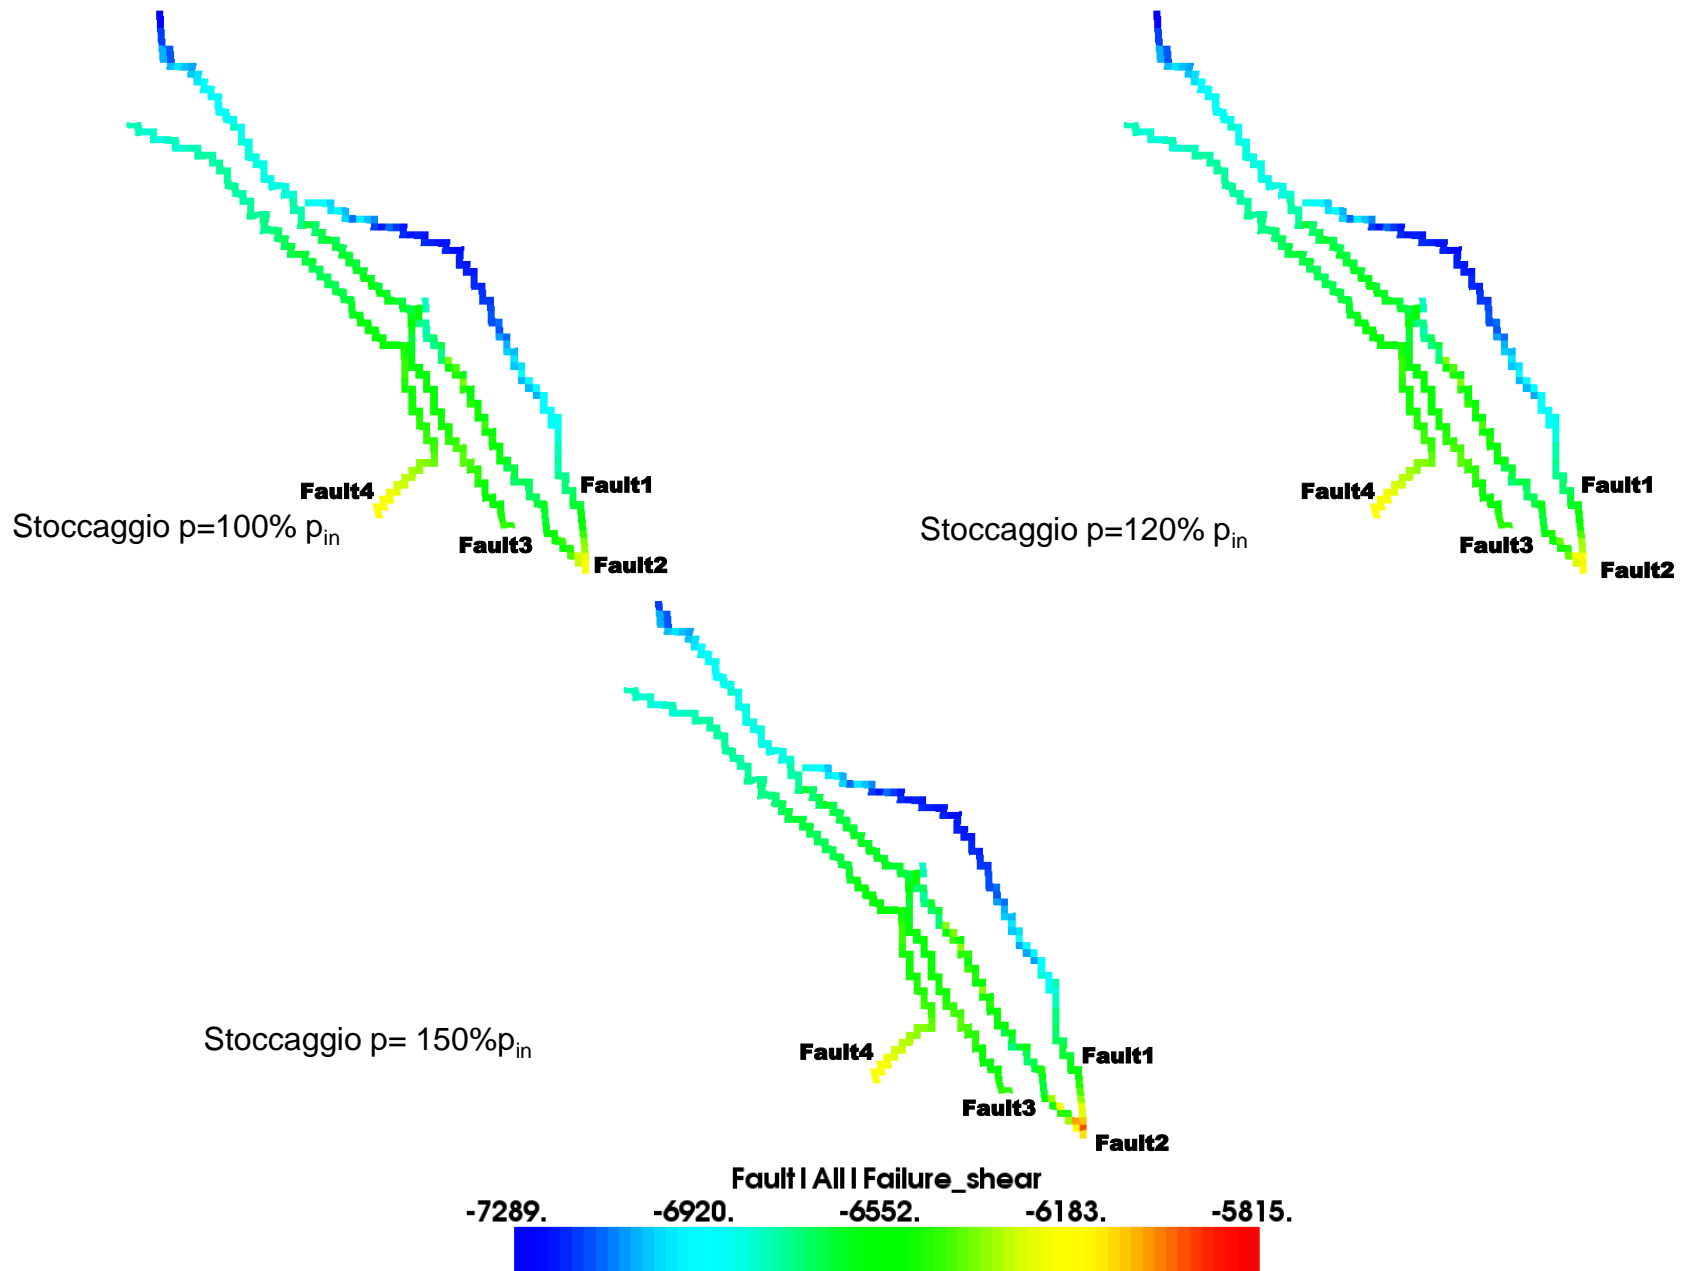 Fault4
Fault1
Stoccaggio p=100% pin
Fault3
Fault2
Fault4
Fault1
Stoccaggio p=120% pin
Fault3
Fault2
Stoccaggio p= 150%pin
Fault4
Fault1
Fault3
Fault2
Fault I All I Failure_shear
-7289. -6920. -6552. -6183. -5815.